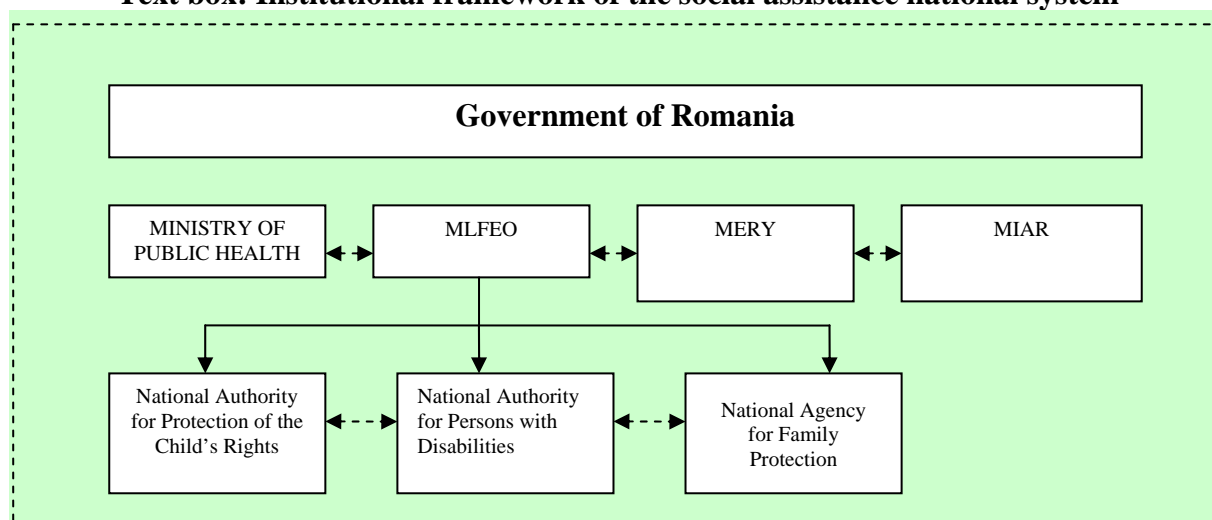 Text box: Institutional framework of the social assistance national system
Government of Romania
MINISTRY OF
PUBLIC HEALTH
MLFEO
MERY
MIAR
National Authority
for Protection of the
Child’s Rights
National Authority
for Persons with
Disabilities
National Agency
for Family
Protection